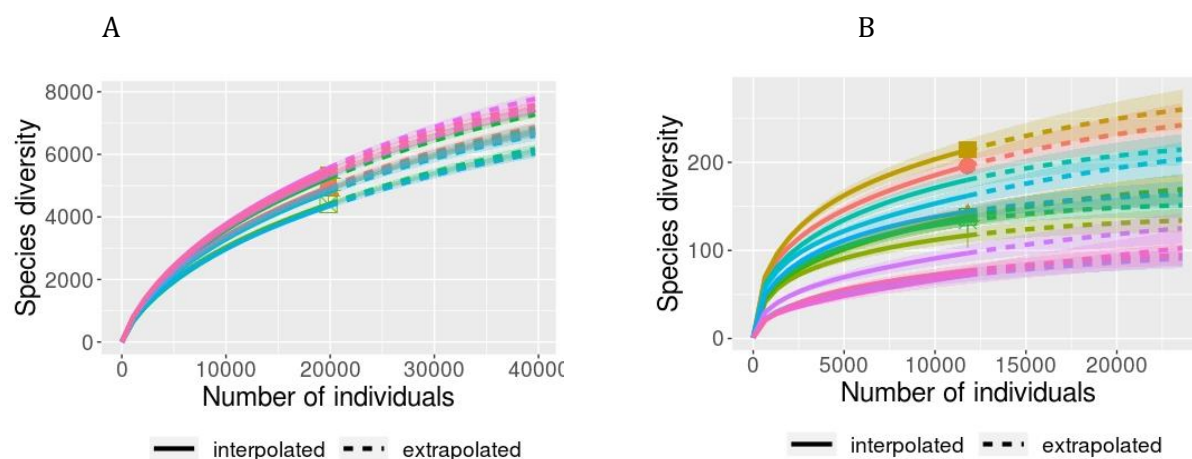 A
B
Species diversity
8000
6000
4000
2000
0
0 10000 20000 30000 4000
Number of individuals
interpolated extrapolated
Species diversity
200
100
0
0 5000 10000 15000 20000
Number of individuals
interpolated extrapolated